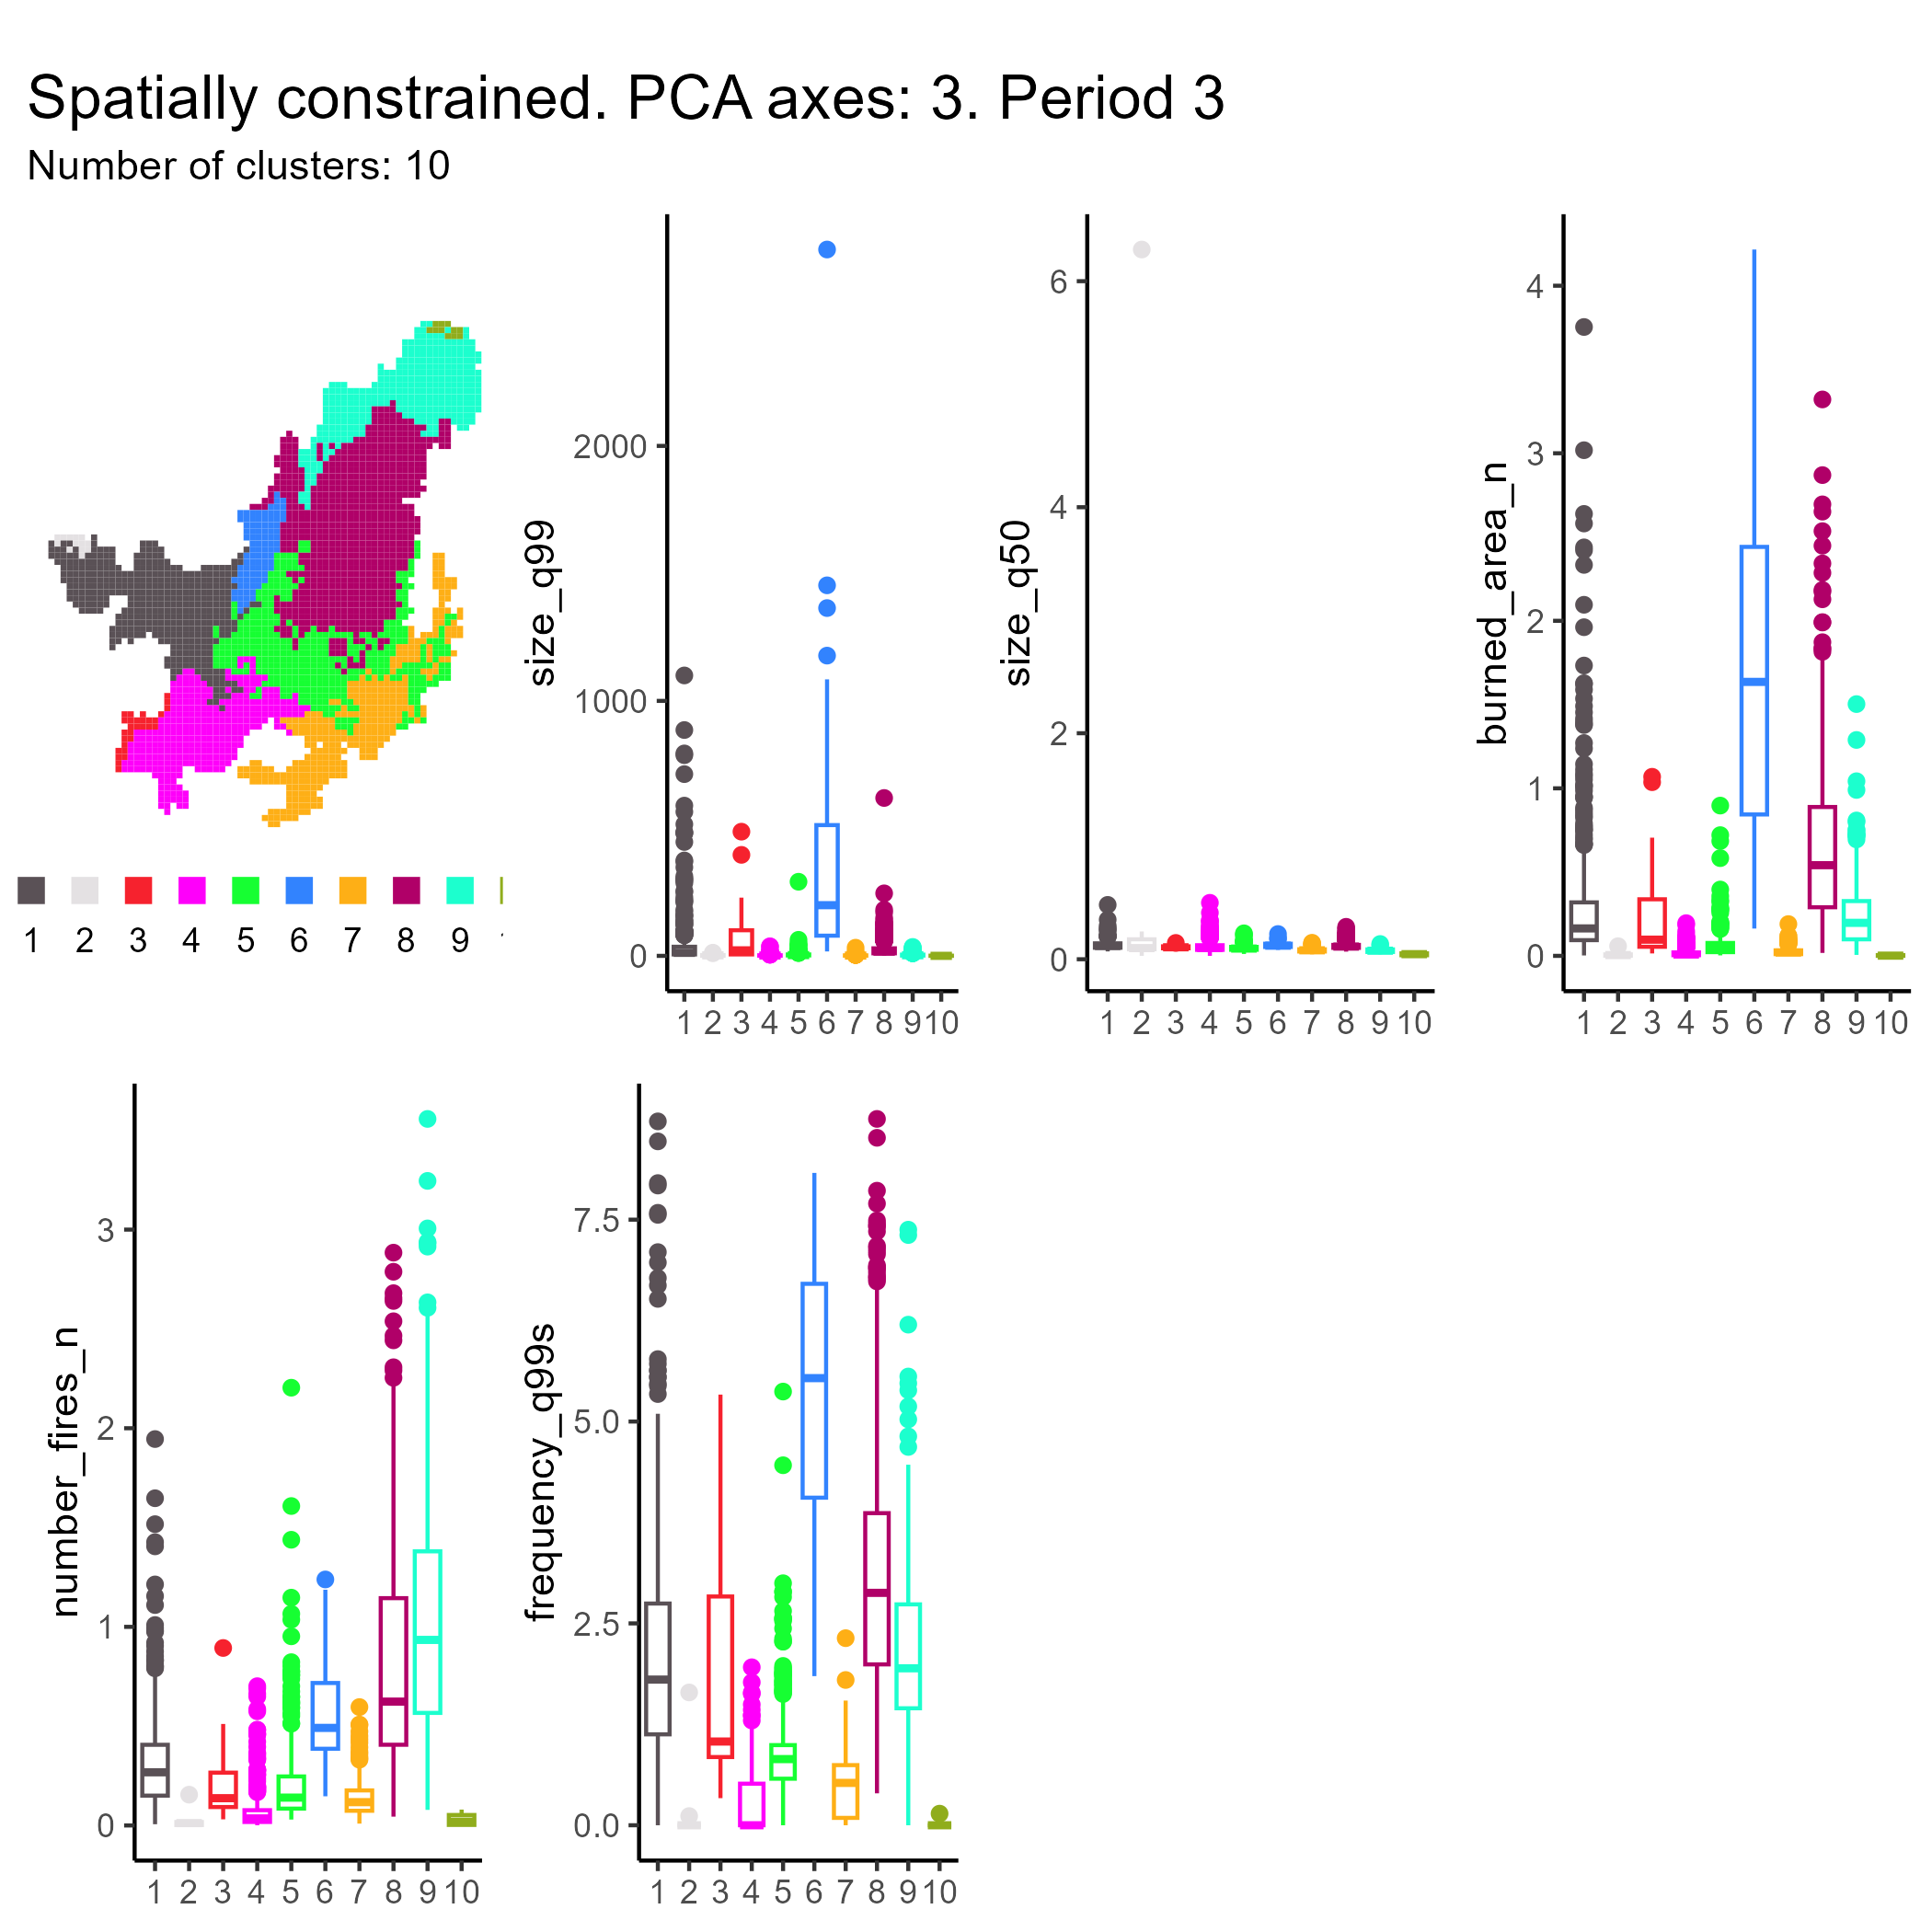 Spatially constrained. PCA axes: 3. Period 3
Number of clusters: 10
1 2 3 4 5 6 7 8 9
size_q99
2000
1000
0
1 2 3 4 5 6 7 8 9 10
size_q50
6
4
2
0
1 2 3 4 5 6 7 8 9 10
burned_area_n
4
3
2
1
0
1 2 3 4 5 6 7 8 9 10
number_fires_n
3
2
1
0
1 2 3 4 5 6 7 8 9 10
frequency_q99s
7.5
5.0
2.5
0.0
1 2 3 4 5 6 7 8 9 10